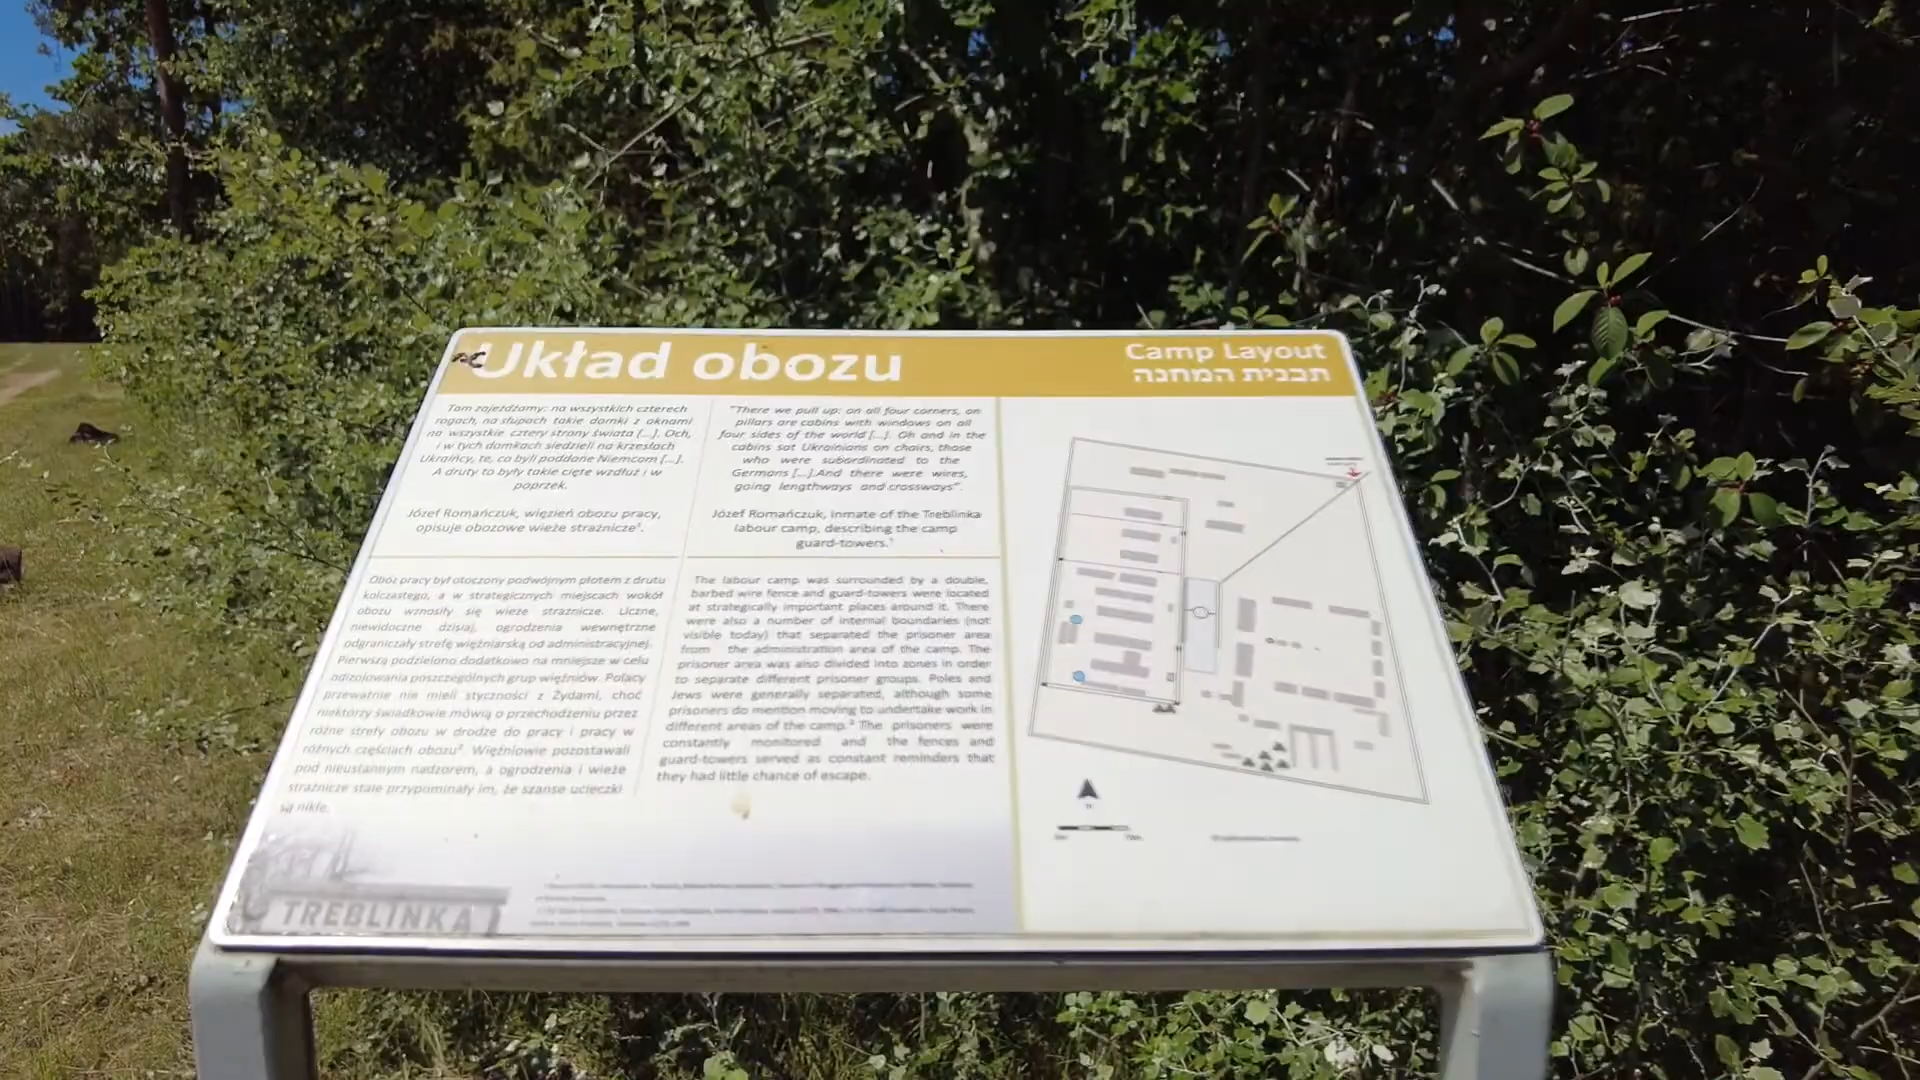 Układ obozu
Camp Layout
תבנית המחנה
Tam zajeżdżamy: na wszystkich czterech
rogach, na słupach takie domki z oknami
na wszystkie cztery strony świata [...]. Och,
i w tych domkach siedzieli na krzesłach
Ukraińcy, te, co byli poddane Niemcom [...].
A druty to były takie cięte wzdłuż i w
poprzek.
Józef Romańczuk, więzień obozu pracy,
opisuje obozowe wieże strażnicze¹.
"There we pull up: on all four corners, on
pillars are cabins with windows on all
four sides of the world [...]. Oh and in the
cabins sat Ukrainians on chairs, those
who were subordinated to the
Germans [...].And there were wires,
going lengthways and crossways".
Józef Romańczuk, inmate of the Treblinka
labour camp, describing the camp
guard-towers.¹
Obóz pracy był otoczony podwójnym płotem z drutu
kolczastego, a w strategicznych miejscach wokół
obozu wznosiły się wieże strażnicze. Liczne,
niewidoczne dzisiaj, ogrodzenia wewnętrzne
odgraniczały strefę więźniarską od administracyjnej.
Pierwszą podzielono dodatkowo na mniejsze w celu
odizolowania poszczególnych grup więźniów. Polacy
przeważnie nie mieli styczności z Żydami, choć
niektórzy świadkowie mówią o przechodzeniu przez
różne strefy obozu w drodze do pracy i pracy w
różnych częściach obozu². Więźniowie pozostawali
pod nieustannym nadzorem, a ogrodzenia i wieże
strażnicze stale przypominały im, że szanse ucieczki
są nikłe.
The labour camp was surrounded by a double,
barbed wire fence and guard-towers were located
at strategically important places around it. There
were also a number of internal boundaries (not
visible today) that separated the prisoner area
from the administration area of the camp. The
prisoner area was also divided into zones in order
to separate different prisoner groups. Poles and
Jews were generally separated, although some
prisoners do mention moving to undertake work in
different areas of the camp.² The prisoners were
constantly monitored and the fences and
guard-towers served as constant reminders that
they had little chance of escape.
TREBLINKA